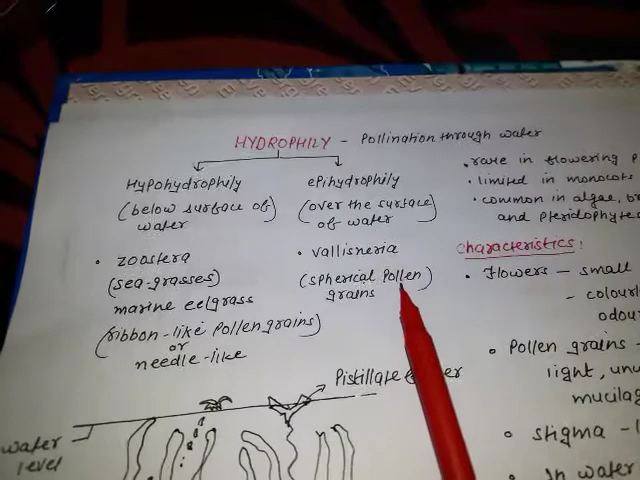 HYDROPHILY - Pollination through water
Hypohydrophily
(below surface of
water)
• zoastera
(sea-grasses)
marine eelgrass
(ribbon-like pollen grains)
or
needle-like
epihydrophily
(over the surface
of water)
• vallisneria
(spherical pollen
grains)
Pistillate
water
level
• rare in flowering
• limited in monocots
• common in algae,
and pteridophytes
Characteristics:
• Flowers - small
- colour
odou
• Pollen grains -
light,
mucilag
• stigma -
• In water